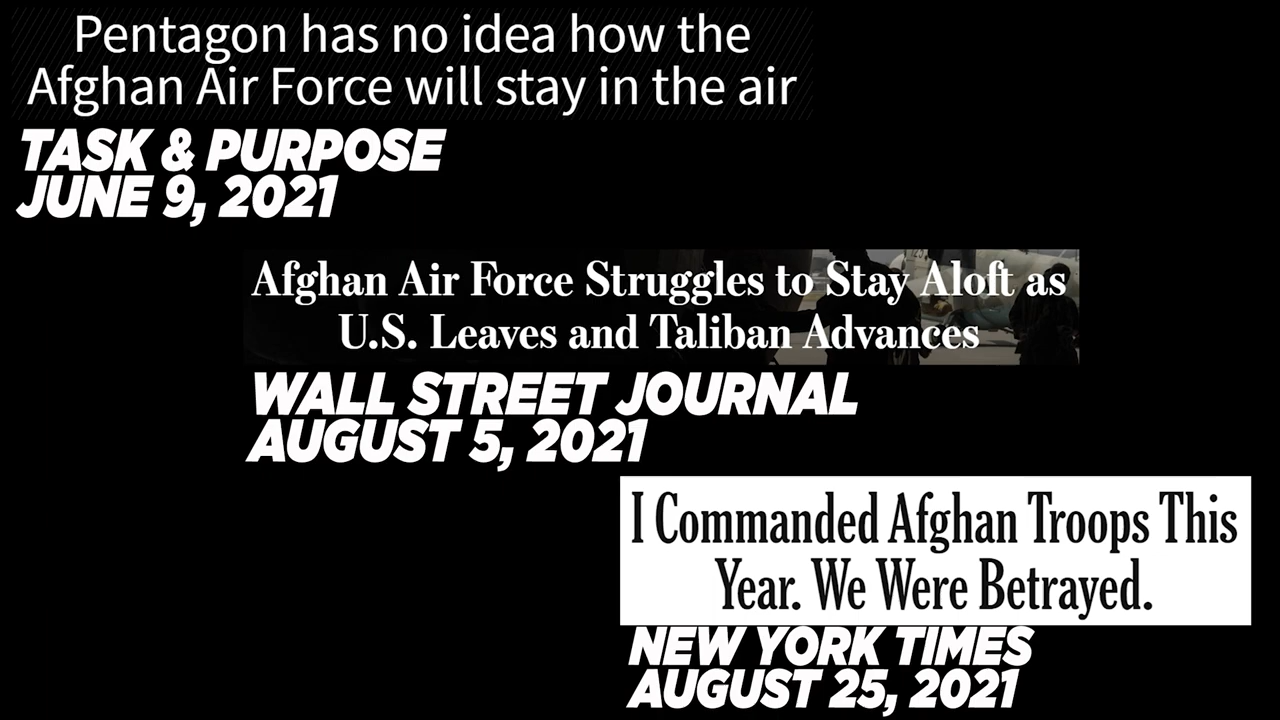 Pentagon has no idea how the
Afghan Air Force will stay in the air
TASK & PURPOSE
JUNE 9, 2021
Afghan Air Force Struggles to Stay Aloft as
U.S. Leaves and Taliban Advances
WALL STREET JOURNAL
AUGUST 5, 2021
I Commanded Afghan Troops This
Year. We Were Betrayed.
NEW YORK TIMES
AUGUST 25, 2021